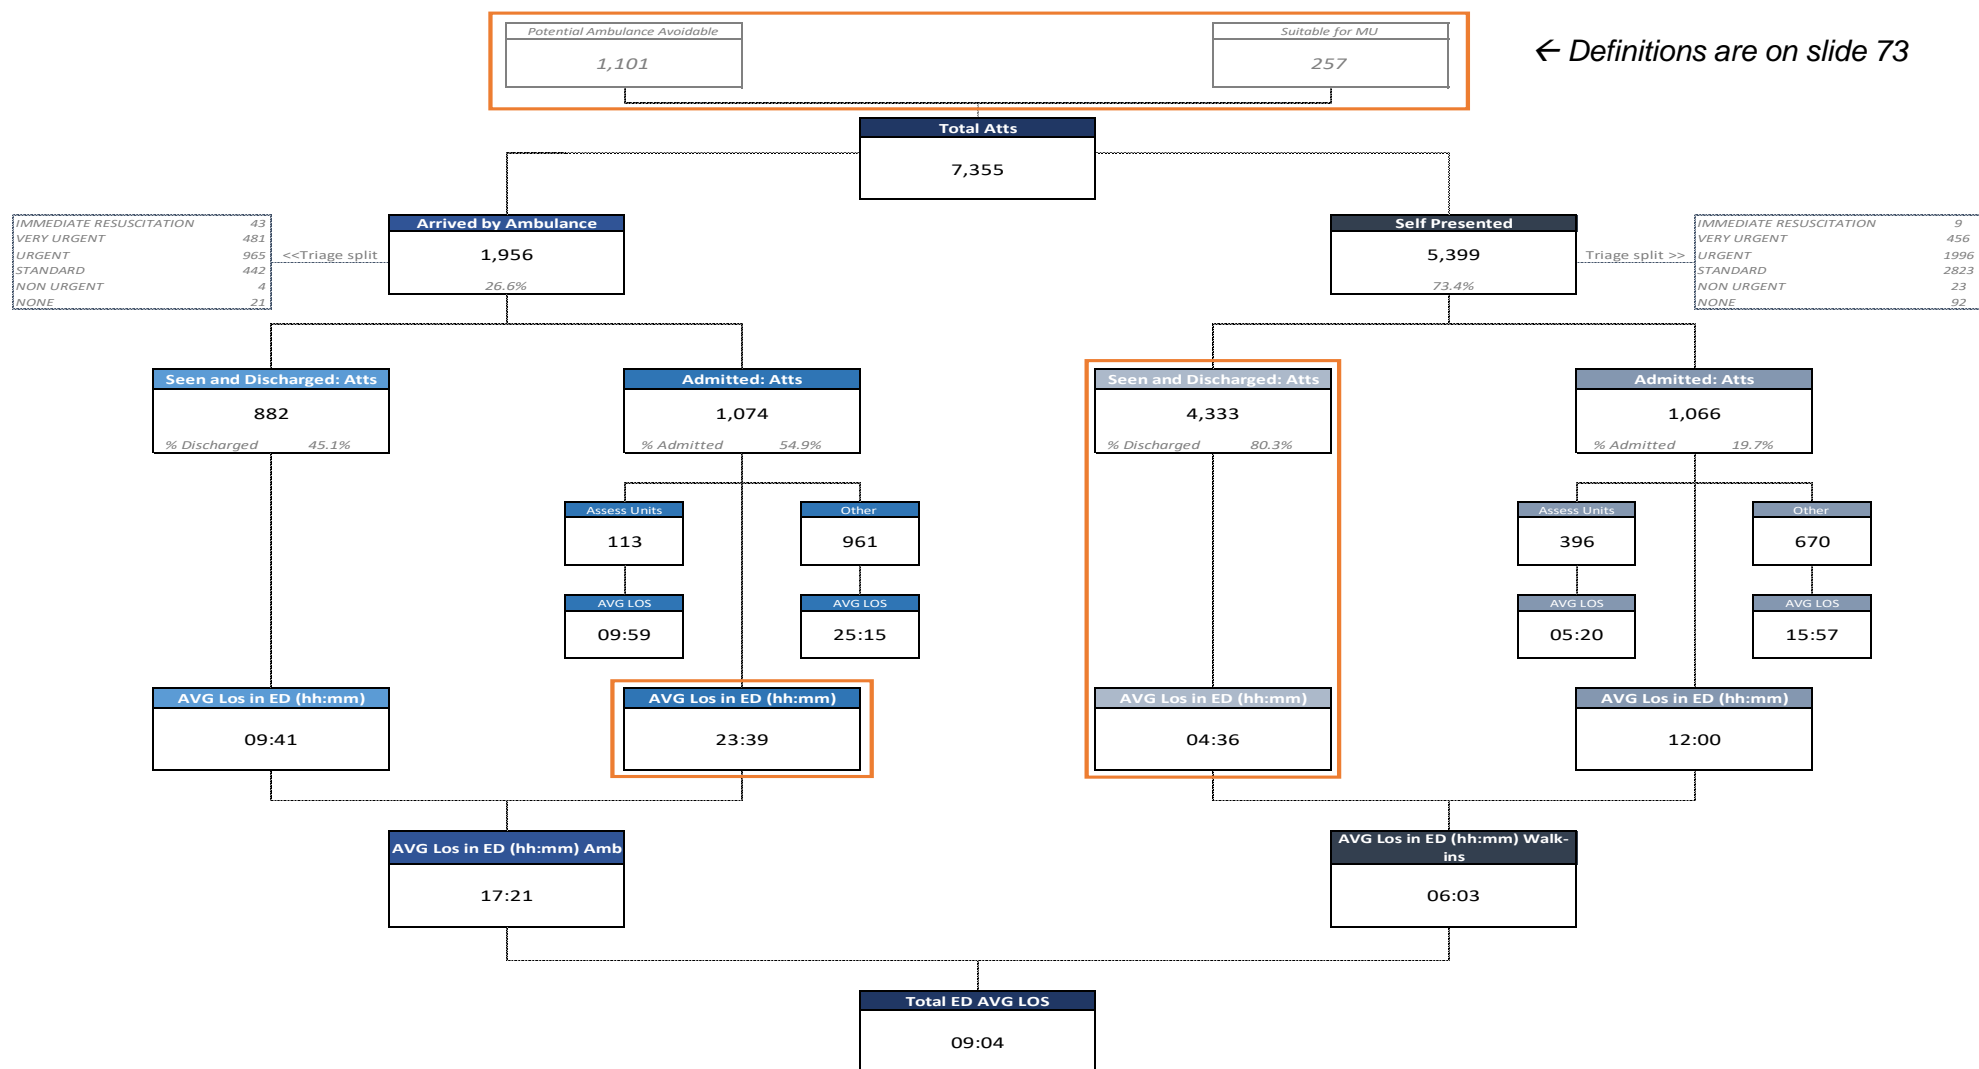 Potential Ambulance Avoidable
1,101
Suitable for MU
257
← Definitions are on slide 73
Total Atts
7,355
IMMEDIATE RESUSCITATION 43
VERY URGENT 481
URGENT 965
STANDARD 442
NON URGENT 4
NONE 21
<<Triage split
Arrived by Ambulance
1,956
26.6%
Self Presented
5,399
73.4%
Triage split >>
IMMEDIATE RESUSCITATION 9
VERY URGENT 456
URGENT 1996
STANDARD 2823
NON URGENT 23
NONE 92
Seen and Discharged: Atts
882
% Discharged 45.1%
Admitted: Atts
1,074
% Admitted 54.9%
Seen and Discharged: Atts
4,333
% Discharged 80.3%
Admitted: Atts
1,066
% Admitted 19.7%
Assess Units
113
Other
961
Assess Units
396
Other
670
AVG LOS
09:59
AVG LOS
25:15
AVG LOS
05:20
AVG LOS
15:57
AVG Los in ED (hh:mm)
09:41
AVG Los in ED (hh:mm)
23:39
AVG Los in ED (hh:mm)
04:36
AVG Los in ED (hh:mm)
12:00
AVG Los in ED (hh:mm) Amb
17:21
AVG Los in ED (hh:mm) Walk-
ins
06:03
Total ED AVG LOS
09:04